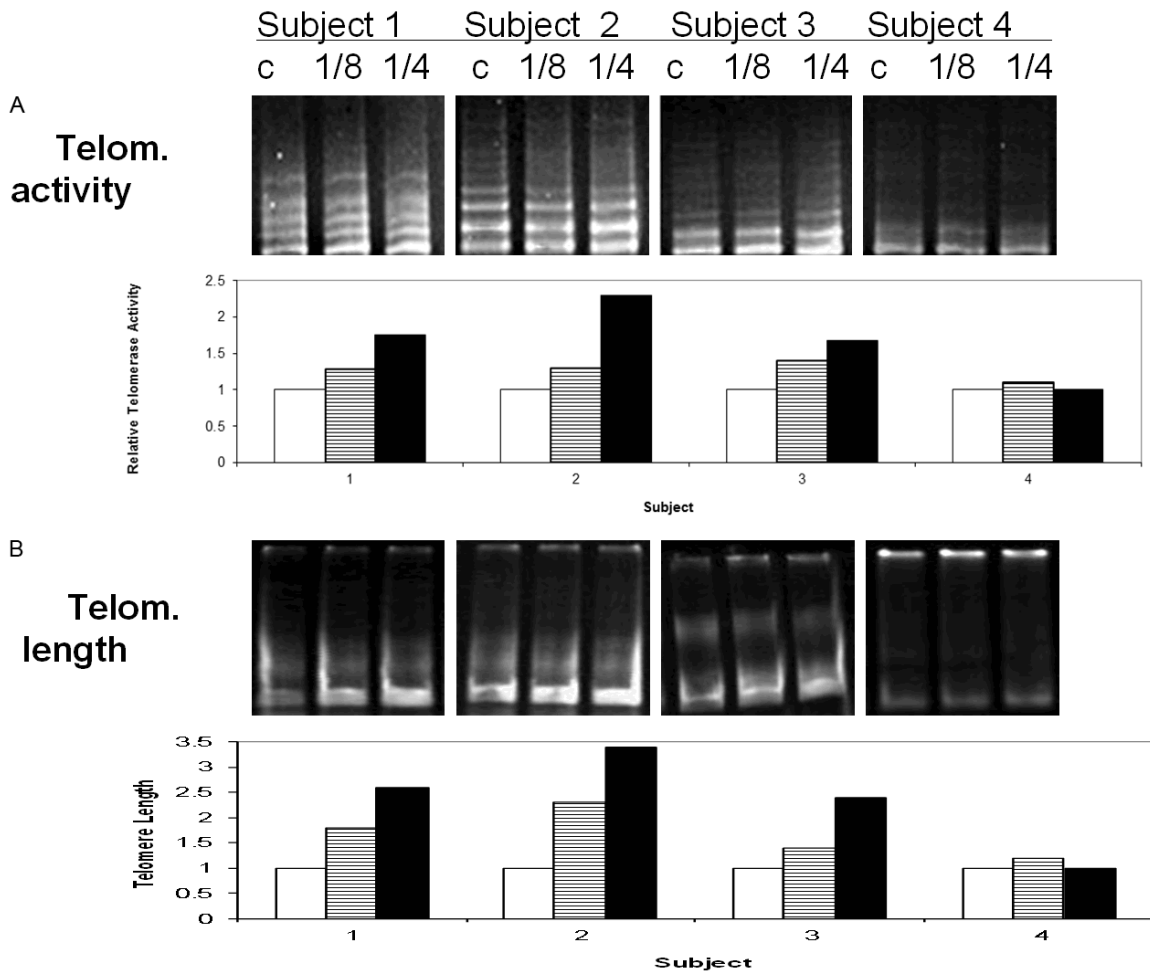 Subject 1 Subject 2 Subject 3 Subject 4
c 1/8 1/4 c 1/8 1/4 c 1/8 1/4 c 1/8 1/4
A
Telom.
activity
Relative Telomerase Activity
2.5
2
1.5
1
0.5
0
1 2 3 4
Subject
B
Telom.
length
Telomere Length
3.5
3
2.5
2
1.5
1
0.5
0
1 2 3 4
Subject